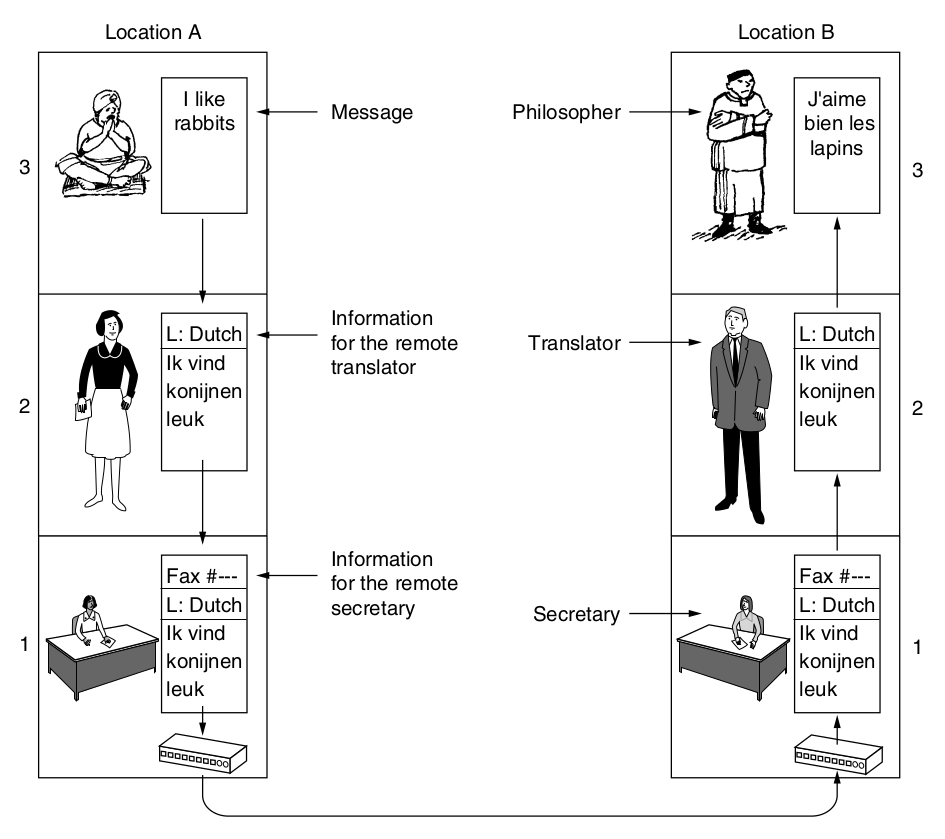 Location A
Location B
I like
rabbits
Message
Philosopher
J'aime
bien les
lapins
3
3
L: Dutch
Ik vind
konijnen
leuk
Information
for the remote
translator
Translator
L: Dutch
Ik vind
konijnen
leuk
2
2
Fax #---
L: Dutch
Ik vind
konijnen
leuk
Information
for the remote
secretary
Secretary
Fax #---
L: Dutch
Ik vind
konijnen
leuk
1
1